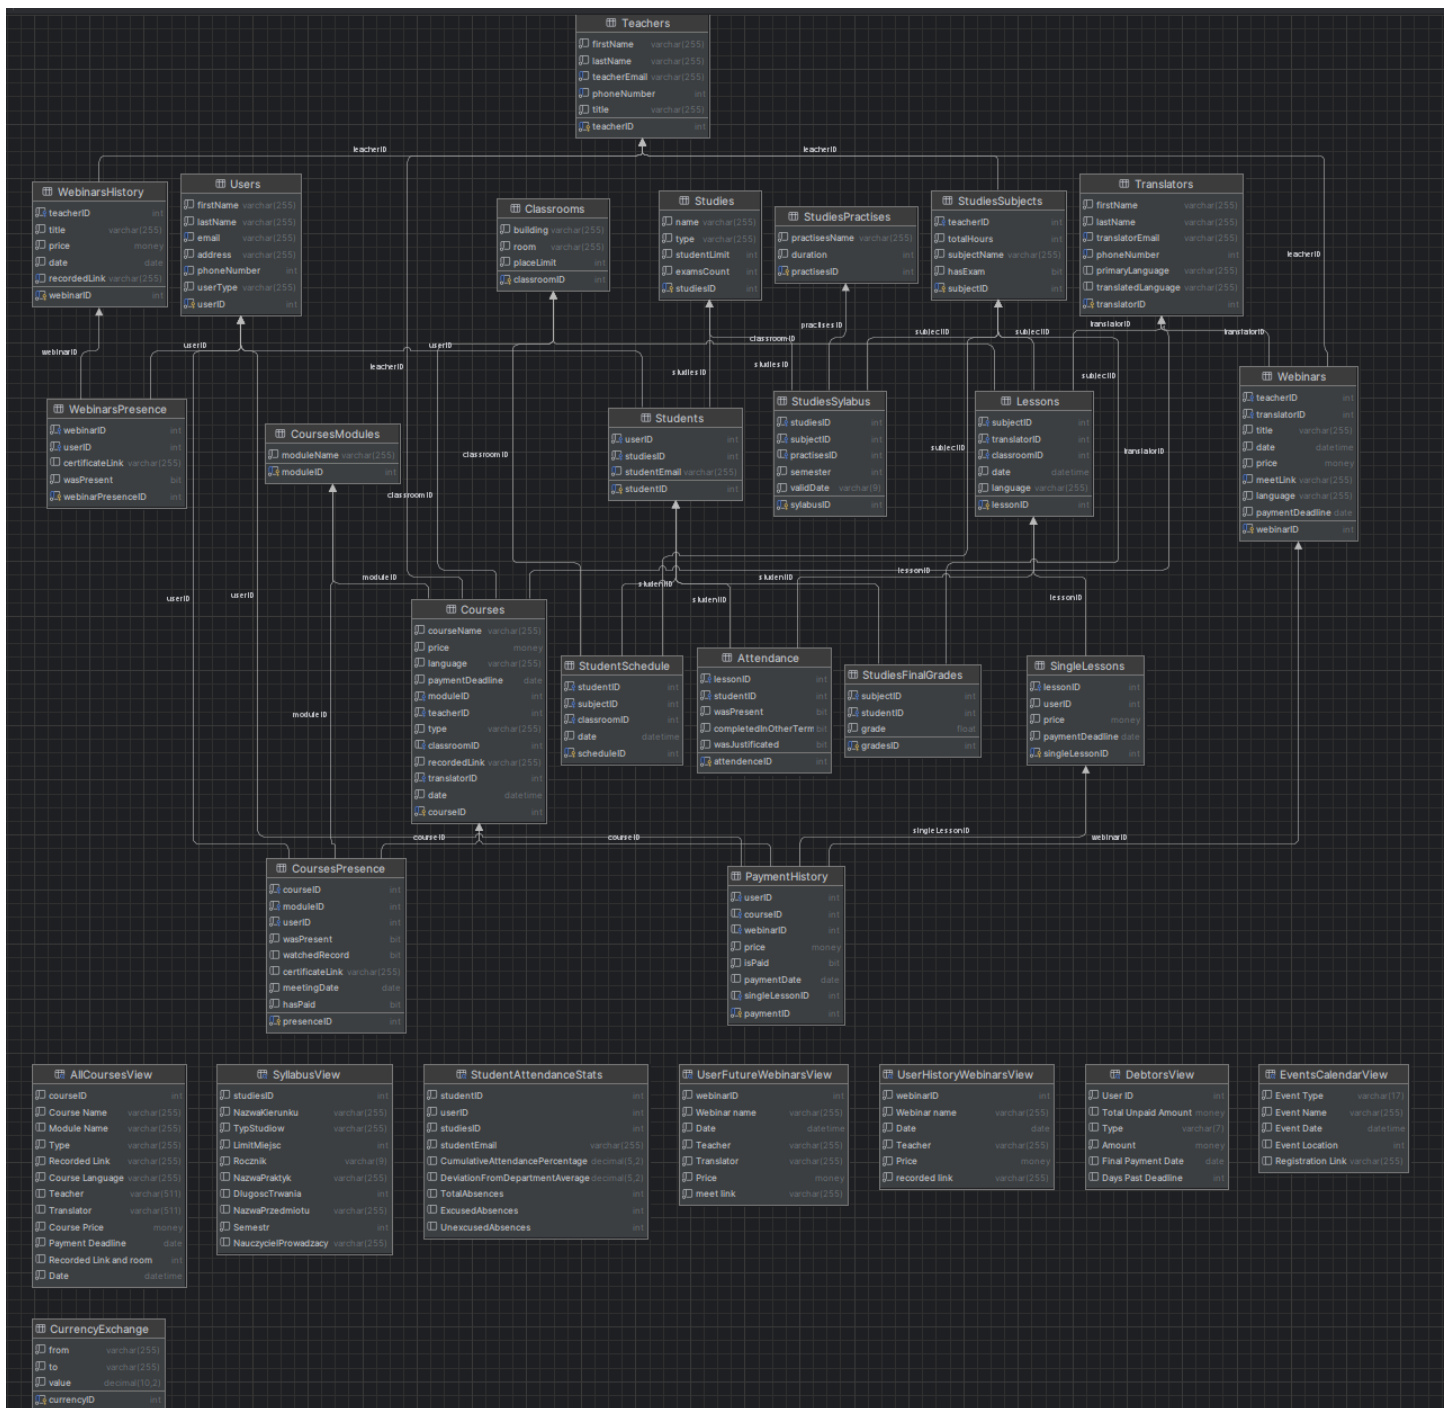 Teachers
firstName varchar(255)
lastName varchar(255)
teacherEmail varchar(255)
phoneNumber int
title varchar(255)
teacherID int
teacherID
teacherID
WebinarsHistory
teacherID int
title varchar(255)
price money
date date
recordedLink varchar(255)
webinarID int
Users
firstName varchar(255)
lastName varchar(255)
email varchar(255)
address varchar(255)
phoneNumber int
userType varchar(255)
userID int
Classrooms
building varchar(255)
room varchar(255)
placeLimit int
classroomID int
Studies
name varchar(255)
type varchar(255)
studentLimit int
examsCount int
studiesID int
StudiesPractises
practisesName varchar(255)
duration int
practisesID int
StudiesSubjects
teacherID int
totalHours int
subjectName varchar(255)
hasExam bit
subjectID int
Translators
firstName varchar(255)
lastName varchar(255)
translatorEmail varchar(255)
phoneNumber int
primaryLanguage varchar(255)
translatedLanguage varchar(255)
translatorID int
teacherID
practisesID
translatorID
translatorID
subjectID
subjectID
classroomID
userID
userID
webinarID
teacherID
studiesID
studiesID
subjectID
WebinarsPresence
webinarID int
userID int
certificateLink varchar(255)
wasPresent bit
webinarPresenceID int
CoursesModules
moduleName varchar(255)
moduleID int
Students
userID int
studiesID int
studentEmail varchar(255)
studentID int
StudiesSylabus
studiesID int
subjectID int
practisesID int
semester int
validDate varchar(9)
sylabusID int
Lessons
subjectID int
translatorID int
classroomID int
date datetime
language varchar(255)
lessonID int
Webinars
teacherID int
translatorID int
title varchar(255)
date datetime
price money
meetLink varchar(255)
language varchar(255)
paymentDeadline date
webinarID int
classroomID
subjectID
translatorID
classroomID
moduleID
studentID
studentID
lessonID
studentID
lessonID
userID
userID
moduleID
Courses
courseName varchar(255)
price money
language varchar(255)
paymentDeadline date
moduleID int
teacherID int
type varchar(255)
classroomID int
recordedLink varchar(255)
translatorID int
date datetime
courseID int
StudentSchedule
studentID int
subjectID int
classroomID int
date datetime
scheduleID int
Attendance
lessonID int
studentID int
wasPresent bit
completedInOtherTerm bit
wasJustificated bit
attendenceID int
StudiesFinalGrades
subjectID int
studentID int
grade float
gradesID int
SingleLessons
lessonID int
userID int
price money
paymentDeadline date
singleLessonID int
courseID
courseID
singleLessonID
webinarID
CoursesPresence
courseID int
moduleID int
userID int
wasPresent bit
watchedRecord bit
certificateLink varchar(255)
meetingDate date
hasPaid bit
presenceID int
PaymentHistory
userID int
courseID int
webinarID int
price money
isPaid bit
paymentDate date
singleLessonID int
paymentID int
AllCoursesView
courseID int
Course Name varchar(255)
Module Name varchar(255)
Type varchar(255)
Recorded Link varchar(255)
Course Language varchar(255)
Teacher varchar(511)
Translator varchar(511)
Course Price money
Payment Deadline date
Recorded Link and room int
Date datetime
SyllabusView
studiesID int
NazwaKierunku varchar(255)
TypStudiow varchar(255)
LimitMiejsc int
Rocznik varchar(9)
NazwaPraktyk varchar(255)
DlugoscTrwania int
NazwaPrzedmiotu varchar(255)
Semestr int
NauczycielProwadzacy varchar(255)
StudentAttendanceStats
studentID int
userID int
studiesID int
studentEmail varchar(255)
CumulativeAttendancePercentage decimal(5,2)
DeviationFromDepartmentAverage decimal(5,2)
TotalAbsences int
ExcusedAbsences int
UnexcusedAbsences int
UserFutureWebinarsView
webinarID int
Webinar name varchar(255)
Date datetime
Teacher varchar(255)
Translator varchar(255)
Price money
meet link varchar(255)
UserHistoryWebinarsView
webinarID int
Webinar name varchar(255)
Date date
Teacher varchar(255)
Price money
recorded link varchar(255)
DebtorsView
User ID int
Total Unpaid Amount money
Type varchar(7)
Amount money
Final Payment Date date
Days Past Deadline int
EventsCalendarView
Event Type varchar(17)
Event Name varchar(255)
Event Date datetime
Event Location int
Registration Link varchar(255)
CurrencyExchange
from varchar(255)
to varchar(255)
value decimal(10,2)
currencyID int